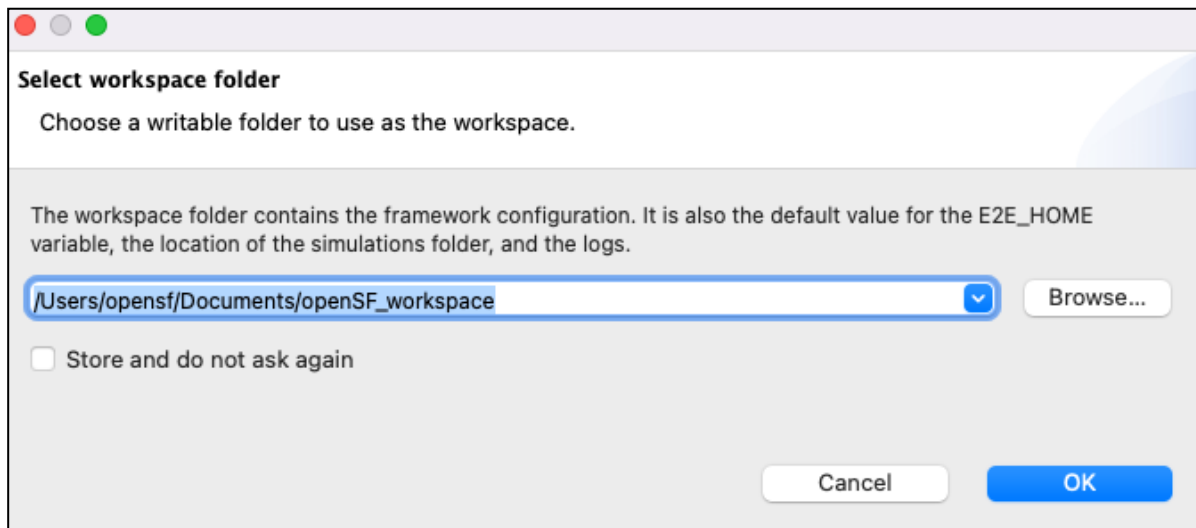 Select workspace folder
Choose a writable folder to use as the workspace.
The workspace folder contains the framework configuration. It is also the default value for the E2E_HOME
variable, the location of the simulations folder, and the logs.
/Users/opensf/Documents/openSF_workspace
Browse...
Store and do not ask again
Cancel
OK